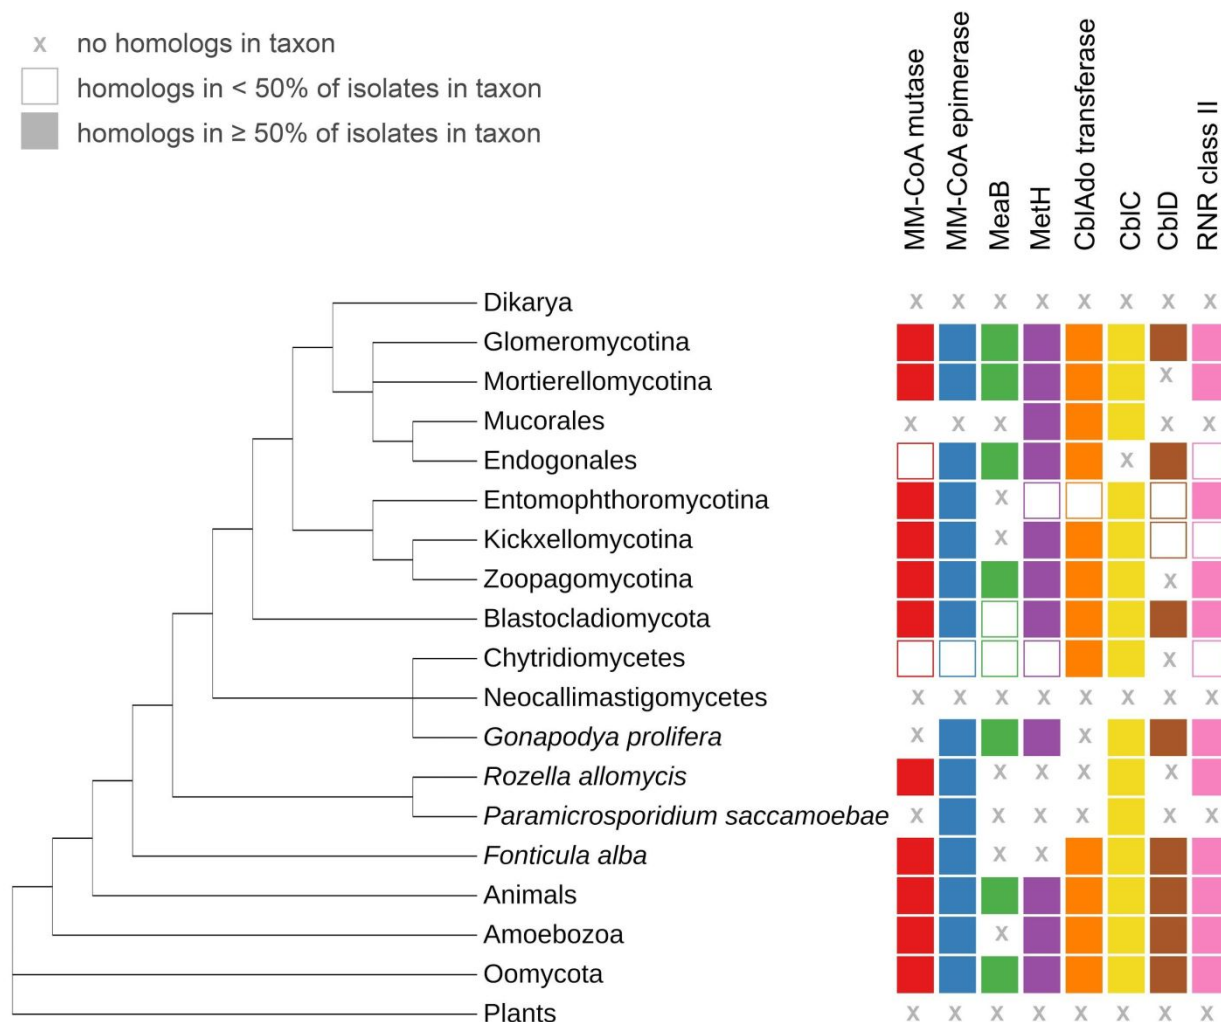 x no homologs in taxon
homologs in < 50% of isolates in taxon
homologs in ≥ 50% of isolates in taxon
MM-CoA mutase
MM-CoA epimerase
MeaB
MetH
CblAdo transferase
CblC
CblD
RNR class II
Dikarya x x x x x x x x
Glomeromycotina
Mortierellomycotina x
Mucorales x x x x x
Endogonales x
Entomophthoromycotina x
Kickxellomycotina x
Zoopagomycotina x
Blastocladiomycota
Chytridiomycetes x
Neocallimastigomycetes x x x x x x x x
Gonapodya prolifera x x
Rozella allomycis x x x x
Paramicrosporidium saccamoebae x x x x x x
Fonticula alba x x
Animals
Amoebozoa x
Oomycota
Plants x x x x x x x x